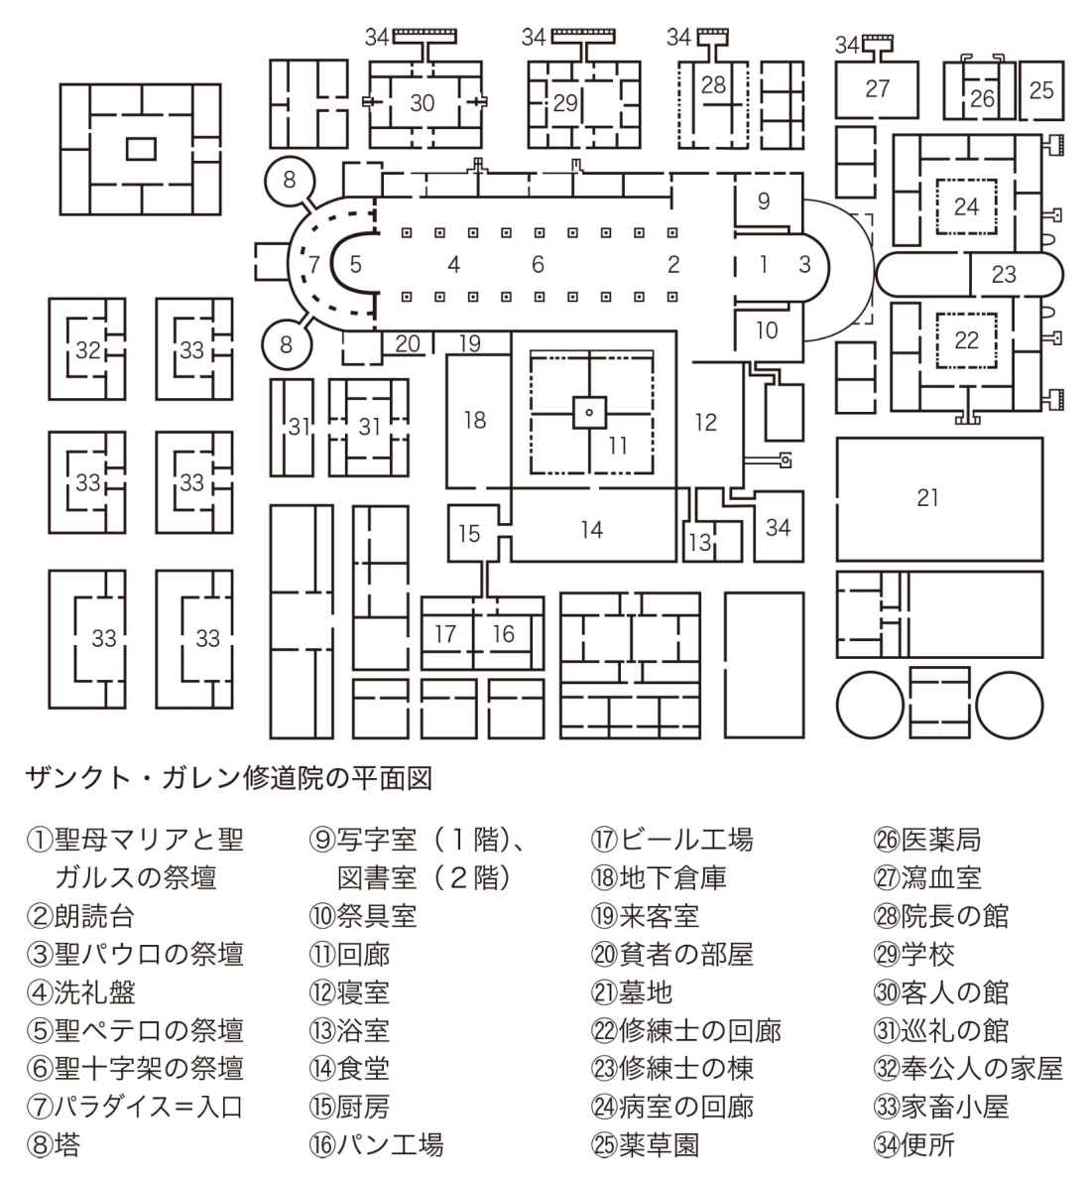 34
34
34
34
30
29
28
27
26
25
8
9
24
7
5
4
6
2
1
3
23
8
20
19
10
22
32
33
31
31
18
11
12
33
33
21
15
14
13
34
33
33
17
16
ザンクト・ガレン修道院の平面図
①聖母マリアと聖
ガルスの祭壇
②朗読台
③聖パウロの祭壇
④洗礼盤
⑤聖ペテロの祭壇
⑥聖十字架の祭壇
⑦パラダイス＝入口
⑧塔
⑨写字室（１階）、
図書室（２階）
⑩祭具室
⑪回廊
⑫寝室
⑬浴室
⑭食堂
⑮厨房
⑯パン工場
⑰ビール工場
⑱地下倉庫
⑲来客室
⑳貧者の部屋
㉑墓地
㉒修練士の回廊
㉓修練士の棟
㉔病室の回廊
㉕薬草園
㉖医薬局
㉗瀉血室
㉘院長の館
㉙学校
㉚客人の館
㉛巡礼の館
㉜奉公人の家屋
㉝家畜小屋
㉞便所